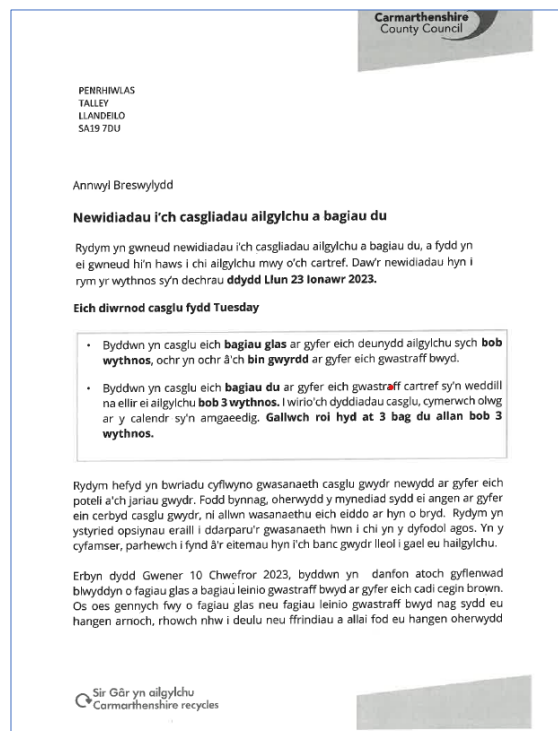 Carmarthenshire
County Council
PENRHIWLAS
TALLEY
LLANDEILO
SA19 7DU
Annwyl Breswylydd
Newidiadau i'ch casgliadau ailgylchu a bagiau du
Rydym yn gwneud newidiadau i'ch casgliadau ailgylchu a bagiau du, a fydd yn
ei gwneud hi'n haws i chi ailgylchu mwy o'ch cartref. Daw'r newidiadau hyn i
rym yr wythnos sy'n dechrau ddydd Llun 23 Ionawr 2023.
Eich diwrnod casglu fydd Tuesday
• Byddwn yn casglu eich bagiau glas ar gyfer eich deunydd ailgylchu sych bob
wythnos, ochr yn ochr â'ch bin gwyrdd ar gyfer eich gwastraff bwyd.
• Byddwn yn casglu eich bagiau du ar gyfer eich gwastraff cartref sy'n weddill
na ellir ei ailgylchu bob 3 wythnos. I wirio'ch dyddiadau casglu, cymerwch olwg
ar y calendr sy'n amgaeedig. Gallwch roi hyd at 3 bag du allan bob 3
wythnos.
Rydym hefyd yn bwriadu cyflwyno gwasanaeth casglu gwydr newydd ar gyfer eich
poteli a'ch jariau gwydr. Fodd bynnag, oherwydd y mynediad sydd ei angen ar gyfer
ein cerbyd casglu gwydr, ni allwn wasanaethu eich eiddo ar hyn o bryd. Rydym yn
ystyried opsiynau eraill i ddarparu'r gwasanaeth hwn i chi yn y dyfodol agos. Yn y
cyfamser, parhewch i fynd â'r eitemau hyn i'ch banc gwydr lleol i gael eu hailgylchu.
Erbyn dydd Gwener 10 Chwefror 2023, byddwn yn danfon atoch gyflenwad
blwyddyn o fagiau glas a bagiau leinio gwastraff bwyd ar gyfer eich cadi cegin brown.
Os oes gennych fwy o fagiau glas neu fagiau leinio gwastraff bwyd nag sydd eu
hangen arnoch, rhowch nhw i deulu neu ffrindiau a allai fod eu hangen oherwydd
Sir Gâr yn ailgylchu
Carmarthenshire recycles